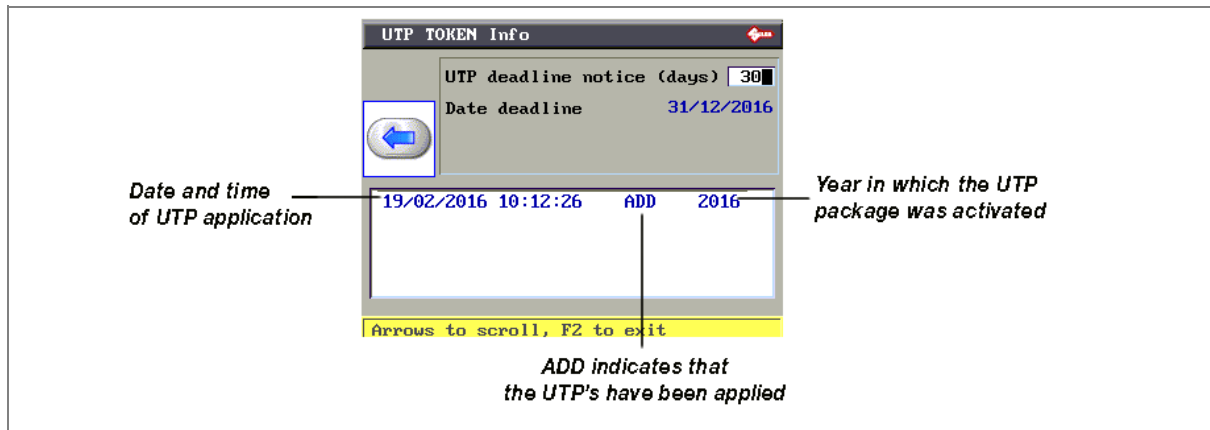 UTP TOKEN Info
UTP deadline notice (days) 30
Date deadline 31/12/2016
Date and time
of UTP application
19/02/2016 10:12:26 ADD 2016
Year in which the UTP
package was activated
Arrows to scroll, F2 to exit
ADD indicates that
the UTP's have been applied